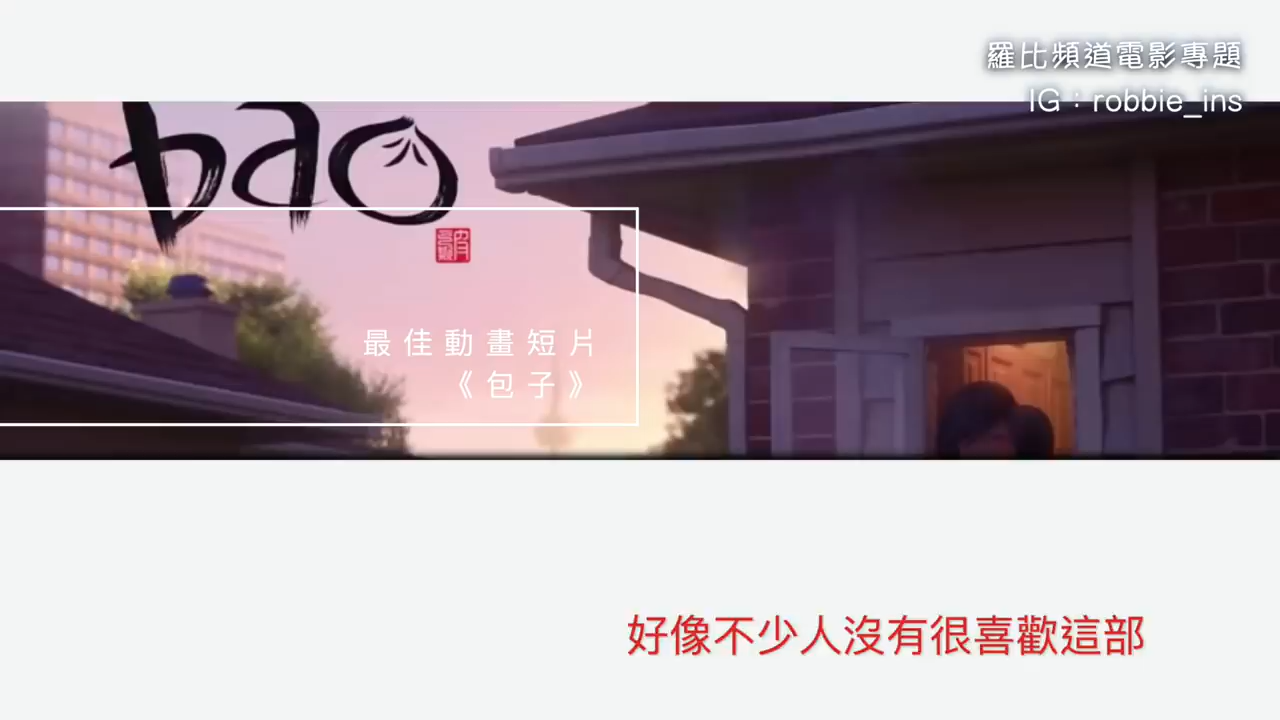 羅比頻道電影專題
IG：robbie_ins
bao
最佳動畫短片
《包子》
好像不少人沒有很喜歡這部